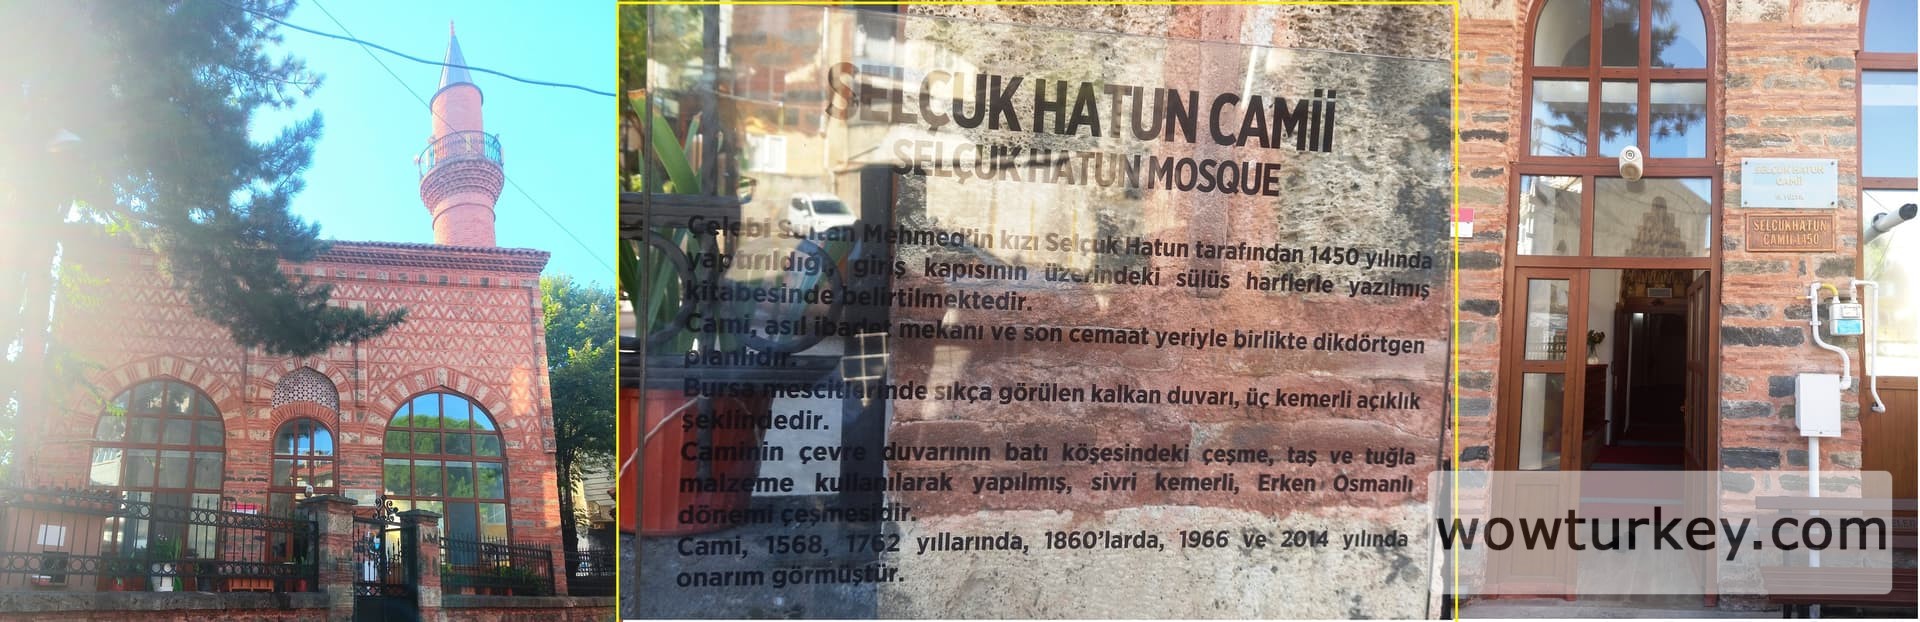 SELÇUK HATUN CAMİİ
SELÇUK HATUN MOSQUE
Çelebi Sultan Mehmed'in kızı Selçuk Hatun tarafından 1450 yılında
yaptırıldığı, giriş kapısının üzerindeki sülüs harflerle yazılmış
kitabesinde belirtilmektedir.
Cami, asıl ibadet mekanı ve son cemaat yeriyle birlikte dikdörtgen
planlıdır.
Bursa mescitlerinde sıkça görülen kalkan duvarı, üç kemerli açıklık
şeklindedir.
Caminin çevre duvarının batı köşesindeki çeşme, taş ve tuğla
malzeme kullanılarak yapılmış, sivri kemerli, Erken Osmanlı
dönemi çeşmesidir.
Cami, 1568, 1762 yıllarında, 1860'larda, 1966 ve 2014 yılında
onarım görmüştür.
SELÇUK HATUN
CAMİİ
SELÇUKHATUN
CAMİİ 1450
wowturkey.com